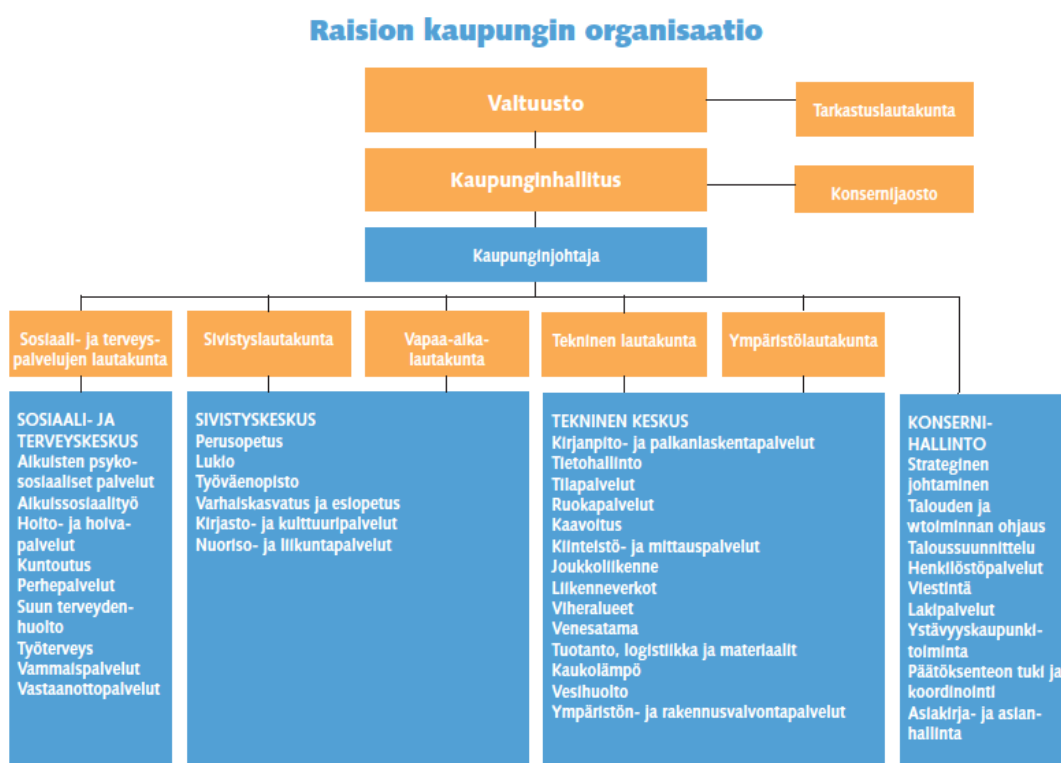 Raision kaupungin organisaatio
Valtuusto
Tarkastuslautakunta
Kaupunginhallitus
Konsernijaosto
Kaupunginjohtaja
Sosiaali- ja terveys-
palvelujen lautakunta
Sivistyslautakunta
Vapaa-aika-
lautakunta
Tekninen lautakunta
Ympäristölautakunta
SOSIAALI- JA
TERVEYSKESKUS
Aikuisten psyko-
sosiaaliset palvelut
Aikuissosiaalityö
Hoito- ja hoiva-
palvelut
Kuntoutus
Perhepalvelut
Suun terveyden-
huolto
Työterveys
Vammaispalvelut
Vastaanottopalvelut
SIVISTYSKESKUS
Perusopetus
Lukio
Työväenopisto
Varhaiskasvatus ja esiopetus
Kirjasto- ja kulttuuripalvelut
Nuoriso- ja liikuntapalvelut
TEKNINEN KESKUS
Kirjanpito- ja palkanlaskentapalvelut
Tietohallinto
Tilapalvelut
Ruokapalvelut
Kaavoitus
Kiinteistö- ja mittauspalvelut
Joukkoliikenne
Liikenneverkot
Viheralueet
Venesatama
Tuotanto, logistiikka ja materiaalit
Kaukolämpö
Vesihuolto
Ympäristön- ja rakennusvalvontapalvelut
KONSERNI-
HALLINTO
Strateginen
johtaminen
Talouden ja
wtoiminnan ohjaus
Taloussuunnittelu
Henkilöstöpalvelut
Viestintä
Lakipalvelut
Ystävyyskaupunki-
toiminta
Päätöksenteon tuki ja
koordinointi
Asiakirja- ja asian-
hallinta